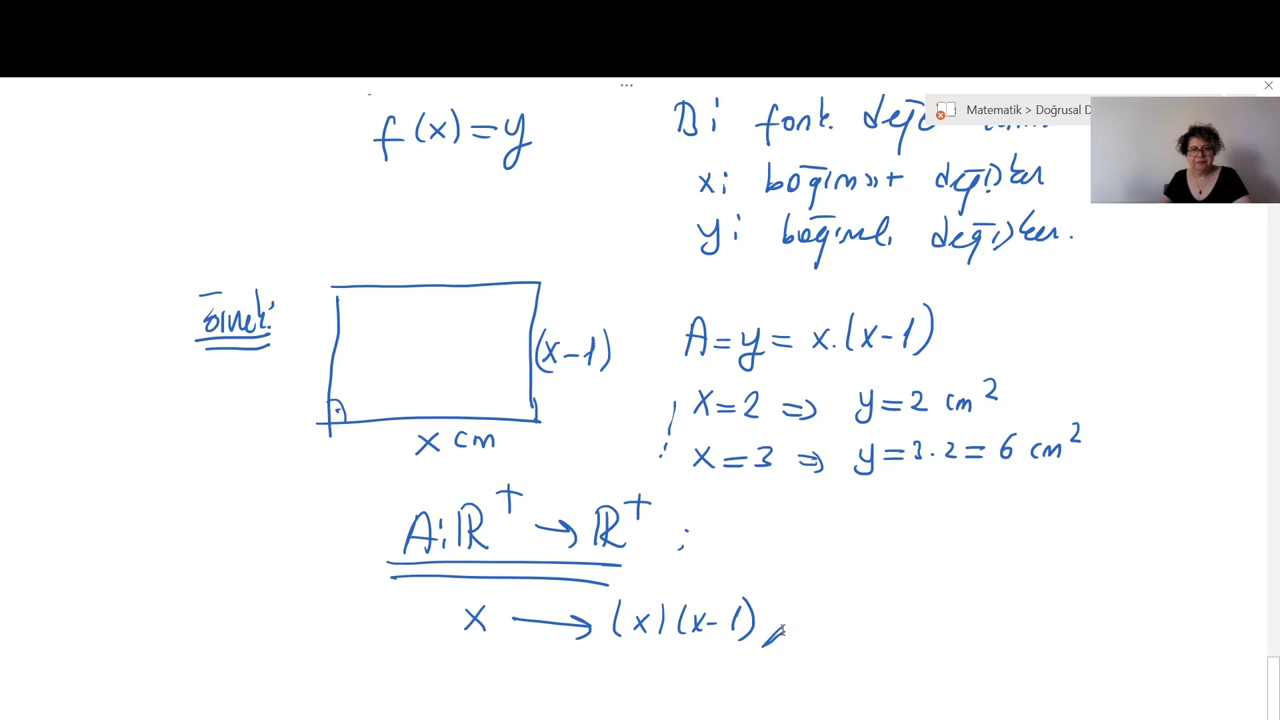 Matematik > Doğrusal D
f(x)=y
B: fonk. değe
x: bağımsız değişken
y: bağımlı değişken.
örnek:
(x-1)
x cm
A=y= x.(x-1)
x=2 ⇒ y=2 cm²
x=3 ⇒ y=3.2=6 cm²
A:ℝ⁺ → ℝ⁺ ;
x ⟶ (x)(x-1)